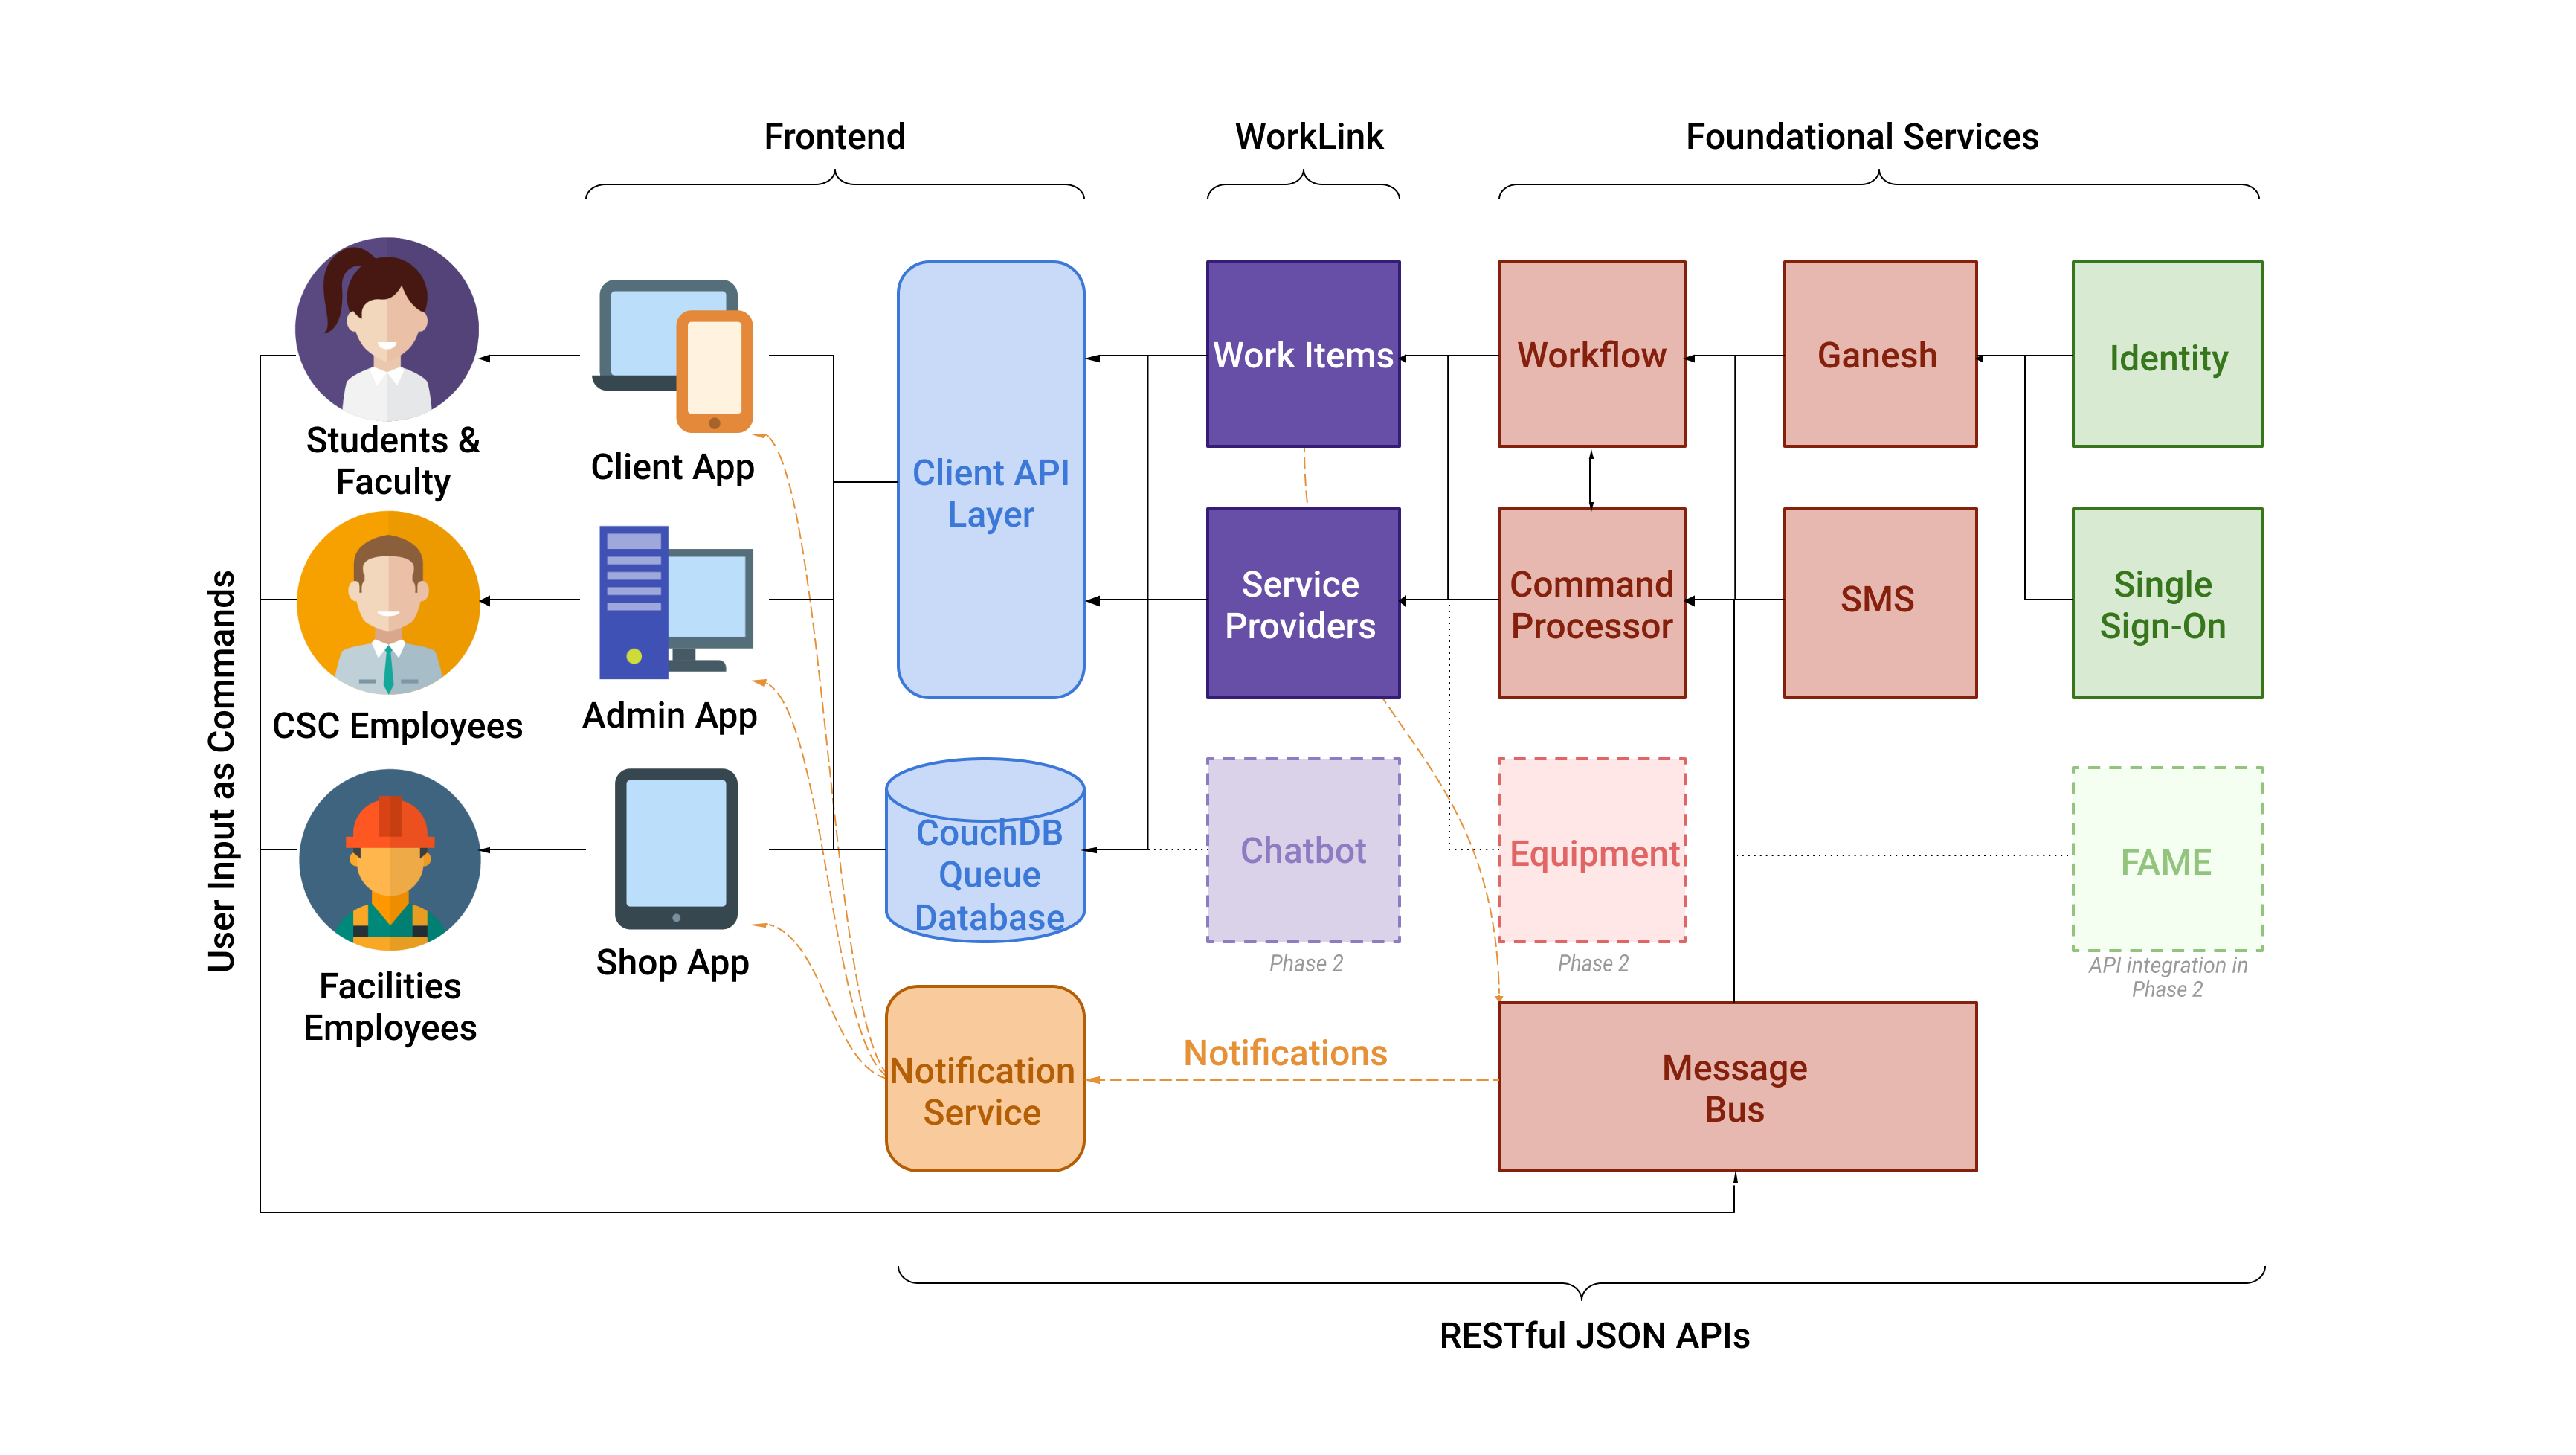 Frontend
WorkLink
Foundational Services
User Input as Commands
Students &
Faculty
CSC Employees
Facilities
Employees
Client App
Admin App
Shop App
Client API
Layer
CouchDB
Queue
Database
Notification
Service
Work Items
Service
Providers
Chatbot
Phase 2
Notifications
Workflow
Command
Processor
Equipment
Phase 2
Ganesh
SMS
Message
Bus
Identity
Single
Sign-On
FAME
API integration in
Phase 2
RESTful JSON APIs